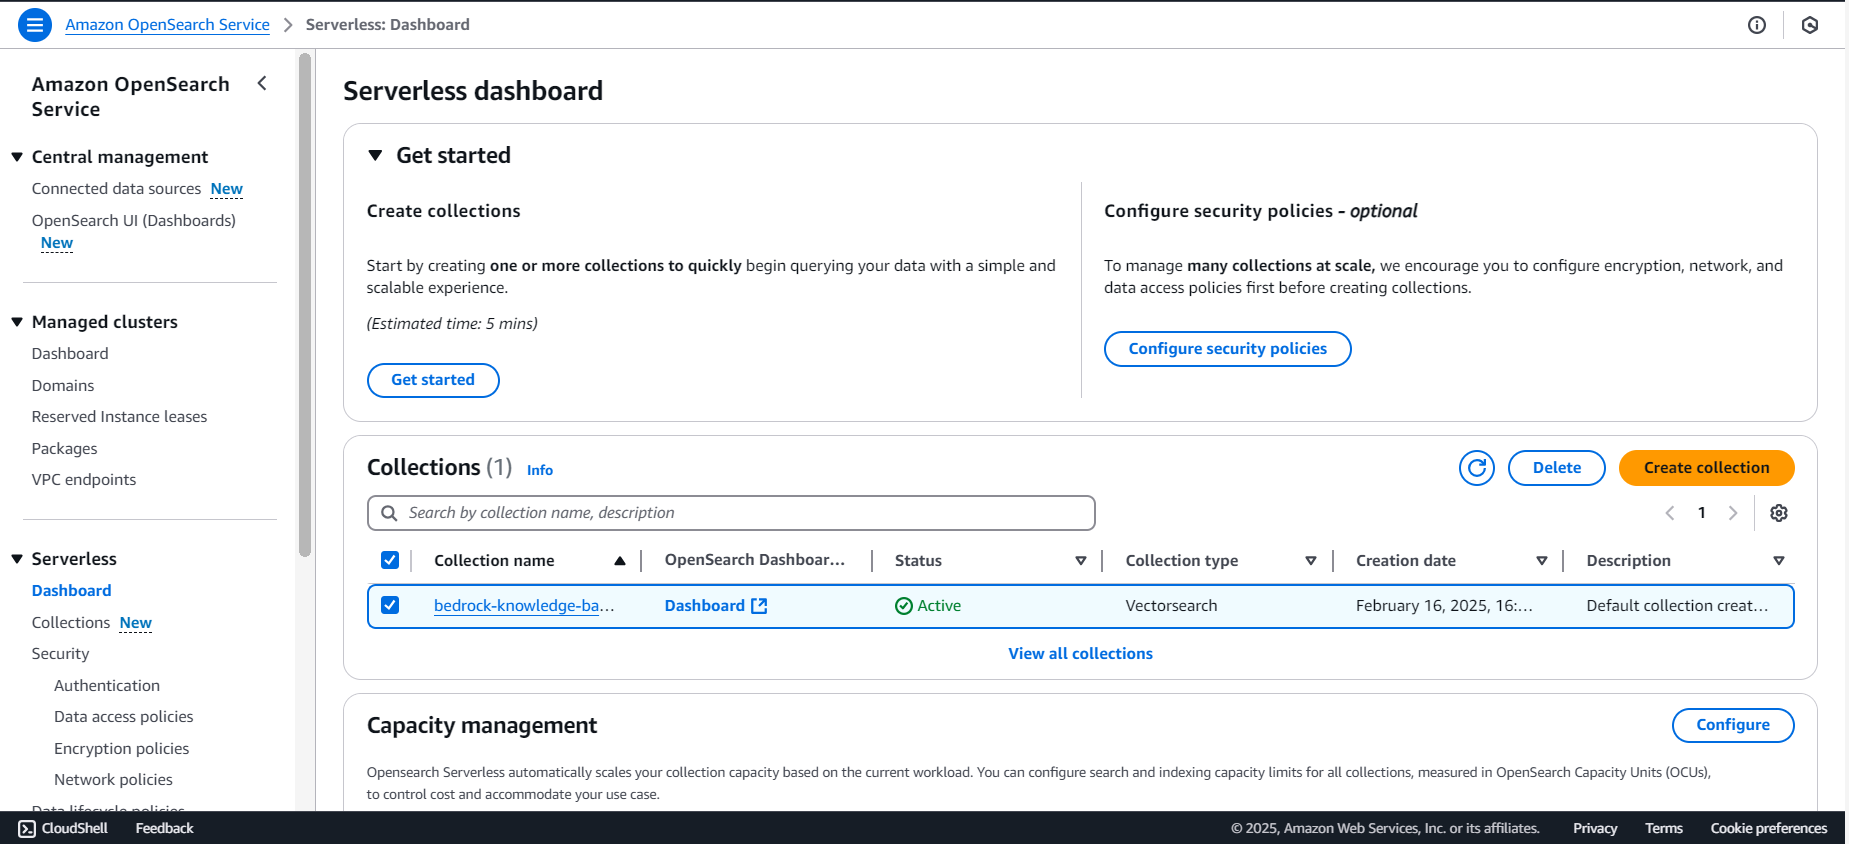 Amazon OpenSearch Service > Serverless: Dashboard
Amazon OpenSearch
Service
Central management
Connected data sources New
OpenSearch UI (Dashboards)
New
Managed clusters
Dashboard
Domains
Reserved Instance leases
Packages
VPC endpoints
Serverless
Dashboard
Collections New
Security
Authentication
Data access policies
Encryption policies
Network policies
Data lifecycle policies
Serverless dashboard
Get started
Create collections
Start by creating one or more collections to quickly begin querying your data with a simple and
scalable experience.
(Estimated time: 5 mins)
Get started
Configure security policies - optional
To manage many collections at scale, we encourage you to configure encryption, network, and
data access policies first before creating collections.
Configure security policies
Collections (1) Info
Delete
Create collection
Search by collection name, description
1
Collection name OpenSearch Dashboar... Status Collection type Creation date Description
bedrock-knowledge-ba... Dashboard Active Vectorsearch February 16, 2025, 16:... Default collection creat...
View all collections
Capacity management
Configure
Opensearch Serverless automatically scales your collection capacity based on the current workload. You can configure search and indexing capacity limits for all collections, measured in OpenSearch Capacity Units (OCUs),
to control cost and accommodate your use case.
CloudShell Feedback © 2025, Amazon Web Services, Inc. or its affiliates. Privacy Terms Cookie preferences